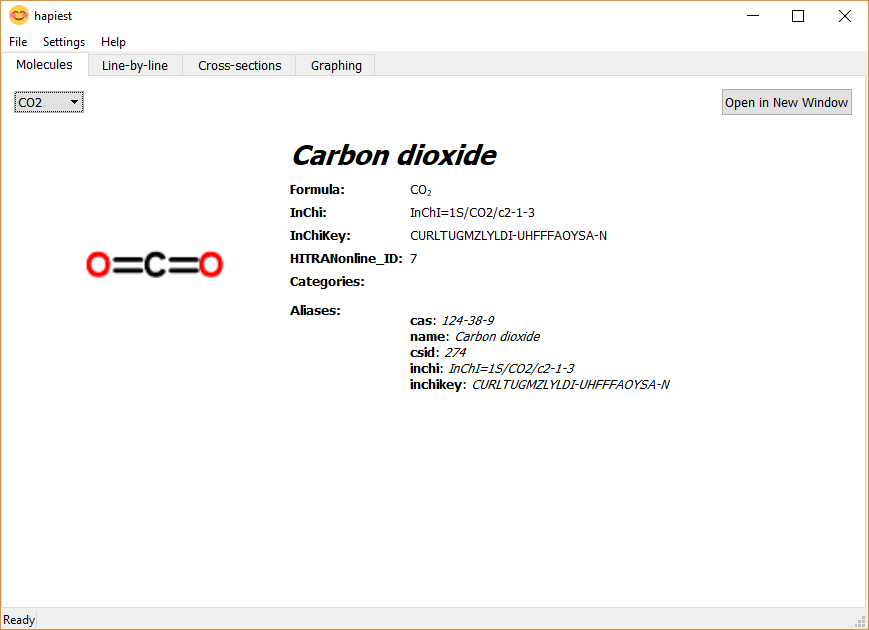 hapiest
File Settings Help
Molecules Line-by-line Cross-sections Graphing
CO2 Open in New Window
Carbon dioxide
Formula: CO₂
InChi: InChI=1S/CO2/c2-1-3
InChiKey: CURLTUGMZLYLDI-UHFFFAOYSA-N
O=C=O
HITRANonline_ID: 7
Categories:
Aliases:
cas: 124-38-9
name: Carbon dioxide
csid: 274
inchi: InChI=1S/CO2/c2-1-3
inchikey: CURLTUGMZLYLDI-UHFFFAOYSA-N
Ready